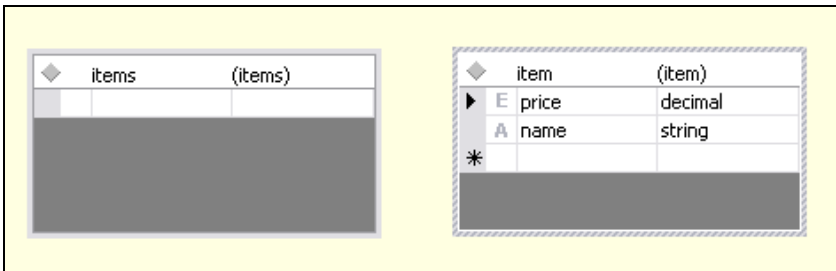 items (items)
item (item)
E price decimal
A name string